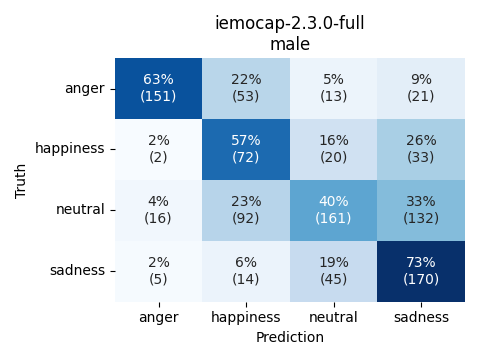 iemocap-2.3.0-full
male
Truth
anger
63%
(151)
22%
(53)
5%
(13)
9%
(21)
happiness
2%
(2)
57%
(72)
16%
(20)
26%
(33)
neutral
4%
(16)
23%
(92)
40%
(161)
33%
(132)
sadness
2%
(5)
6%
(14)
19%
(45)
73%
(170)
anger
happiness
neutral
sadness
Prediction